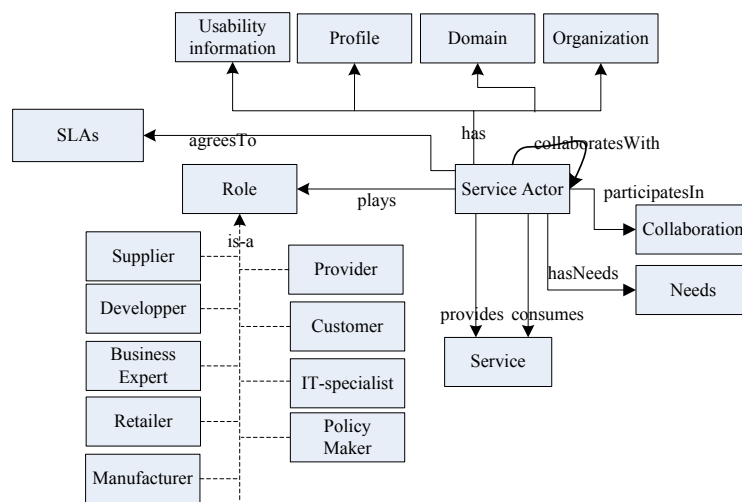 Usability
information
Profile
Domain
Organization
SLAs
agreesTo
has
collaboratesWith
Role
plays
Service Actor
participatesIn
Collaboration
is-a
Supplier
Provider
hasNeeds
Needs
Developper
Customer
provides
consumes
Service
Business
Expert
IT-specialist
Retailer
Policy
Maker
Manufacturer